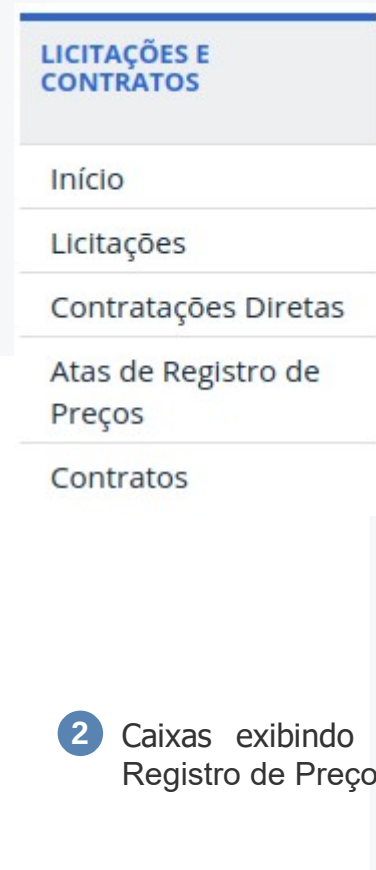 LICITAÇÕES E
CONTRATOS
Início
Licitações
Contratações Diretas
Atas de Registro de
Preços
Contratos
2 Caixas exibindo
Registro de Preço